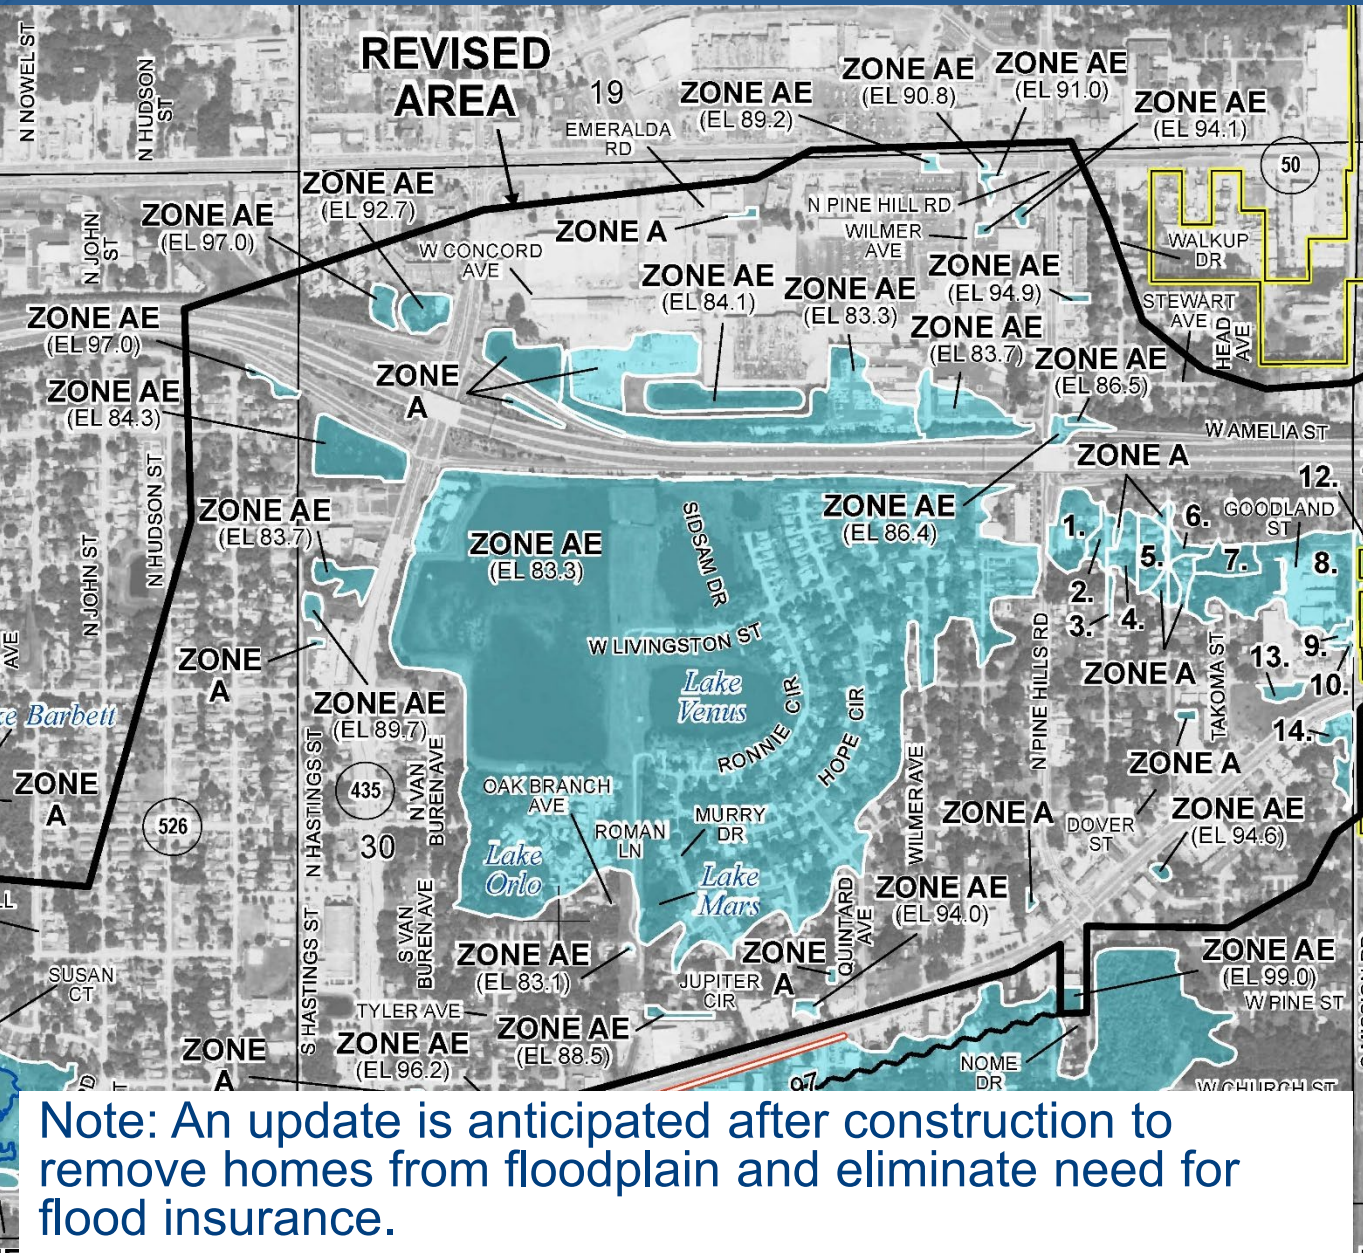 N NOWEL ST
N HUDSON
ST
REVISED
AREA
19
EMERALDA
RD
ZONE AE
(EL 89.2)
ZONE AE
(EL 90.8)
ZONE AE
(EL 91.0)
ZONE AE
(EL 94.1)
50
ZONE AE
(EL 92.7)
ZONE AE
(EL 97.0)
N JOHN
ST
W CONCORD
AVE
ZONE A
N PINE HILL RD
WILMER
AVE
WALKUP
DR
ZONE AE
(EL 84.1)
ZONE AE
(EL 83.3)
ZONE AE
(EL 94.9)
STEWART
AVE
HEAD
AVE
ZONE AE
(EL 97.0)
ZONE AE
(EL 83.7)
ZONE AE
(EL 86.5)
ZONE AE
(EL 84.3)
ZONE
A
W AMELIA ST
ZONE A
12.
N HUDSON ST
ZONE AE
(EL 83.7)
ZONE AE
(EL 83.3)
SIDSAM DR
ZONE AE
(EL 86.4)
GOODLAND
ST
1.
2.
3.
4.
5.
6.
7.
8.
9.
10.
13.
14.
N JOHN ST
AVE
W LIVINGSTON ST
ZONE
A
N PINE HILLS RD
ZONE A
TAKOMA ST
Lake
Venus
ZONE AE
(EL 89.7)
RONNIE CIR
HOPE CIR
ke Barbett
ZONE
A
N HASTINGS ST
435
N VAN
BUREN AVE
OAK BRANCH
AVE
MURRY
DR
WILMER AVE
ZONE A
ZONE A
DOVER
ST
ZONE AE
(EL 94.6)
526
30
ROMAN
LN
Lake
Orlo
Lake
Mars
ZONE AE
(EL 94.0)
QUINTARD
AVE
S HASTINGS ST
S VAN
BUREN AVE
ZONE AE
(EL 83.1)
ZONE
A
JUPITER
CIR
ZONE AE
(EL 99.0)
W PINE ST
SUSAN
CT
TYLER AVE
ZONE AE
(EL 88.5)
ZONE
A
ZONE AE
(EL 96.2)
97
NOME
DR
W CHURCH ST
Note: An update is anticipated after construction to
remove homes from floodplain and eliminate need for
flood insurance.